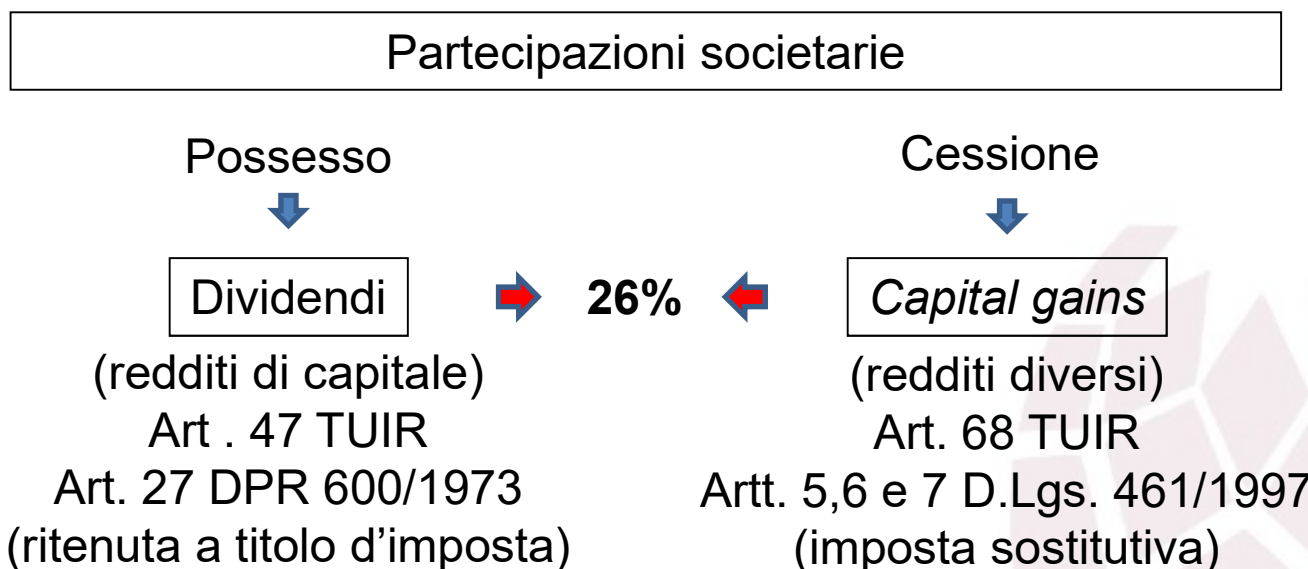 Partecipazioni societarie
Possesso
Cessione
Dividendi
26%
Capital gains
(redditi di capitale)
(redditi diversi)
Art . 47 TUIR
Art. 68 TUIR
Art. 27 DPR 600/1973
Artt. 5,6 e 7 D.Lgs. 461/1997
(ritenuta a titolo d’imposta)
(imposta sostitutiva)